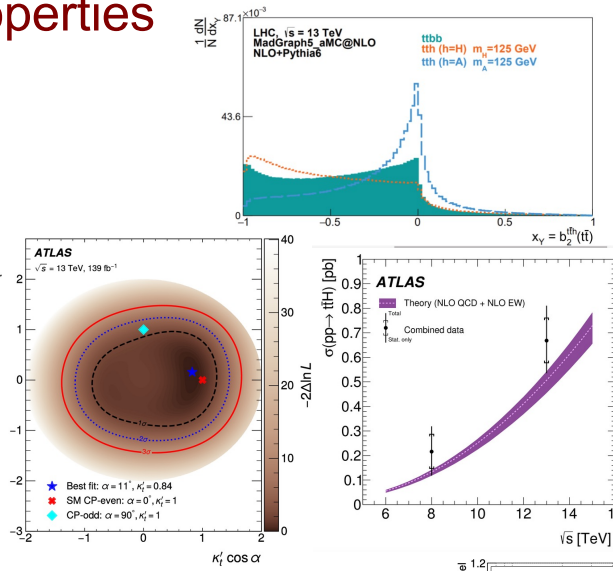 operties
87.1
×10⁻³
43.6
0
1 dN
N dx_Y
LHC, √s = 13 TeV
MadGraph5_aMC@NLO
NLO+Pythia6
ttbb
tth (h=H) m_H=125 GeV
tth (h=A) m_A=125 GeV
-1 -0.5 0 0.5 1
x_Y = b_2^{tt̄h}(tt̄)
ATLAS
√s = 13 TeV, 139 fb⁻¹
2
1
0
−1
−2
−3
1σ
2σ
3σ
Best fit: α = 11°, κ′_t = 0.84
SM CP-even: α = 0°, κ′_t = 1
CP-odd: α = 90°, κ′_t = 1
−2 −1 0 1 2
κ′_t cos α
40
30
20
10
0
−2Δln L
σ(pp→ tt̄H) [pb]
1
0.9
0.8
0.7
0.6
0.5
0.4
0.3
0.2
0.1
0
ATLAS
Theory (NLO QCD + NLO EW)
Total
Combined data
Stat. only
6 8 10 12 14 1
√s [TeV]
1.2